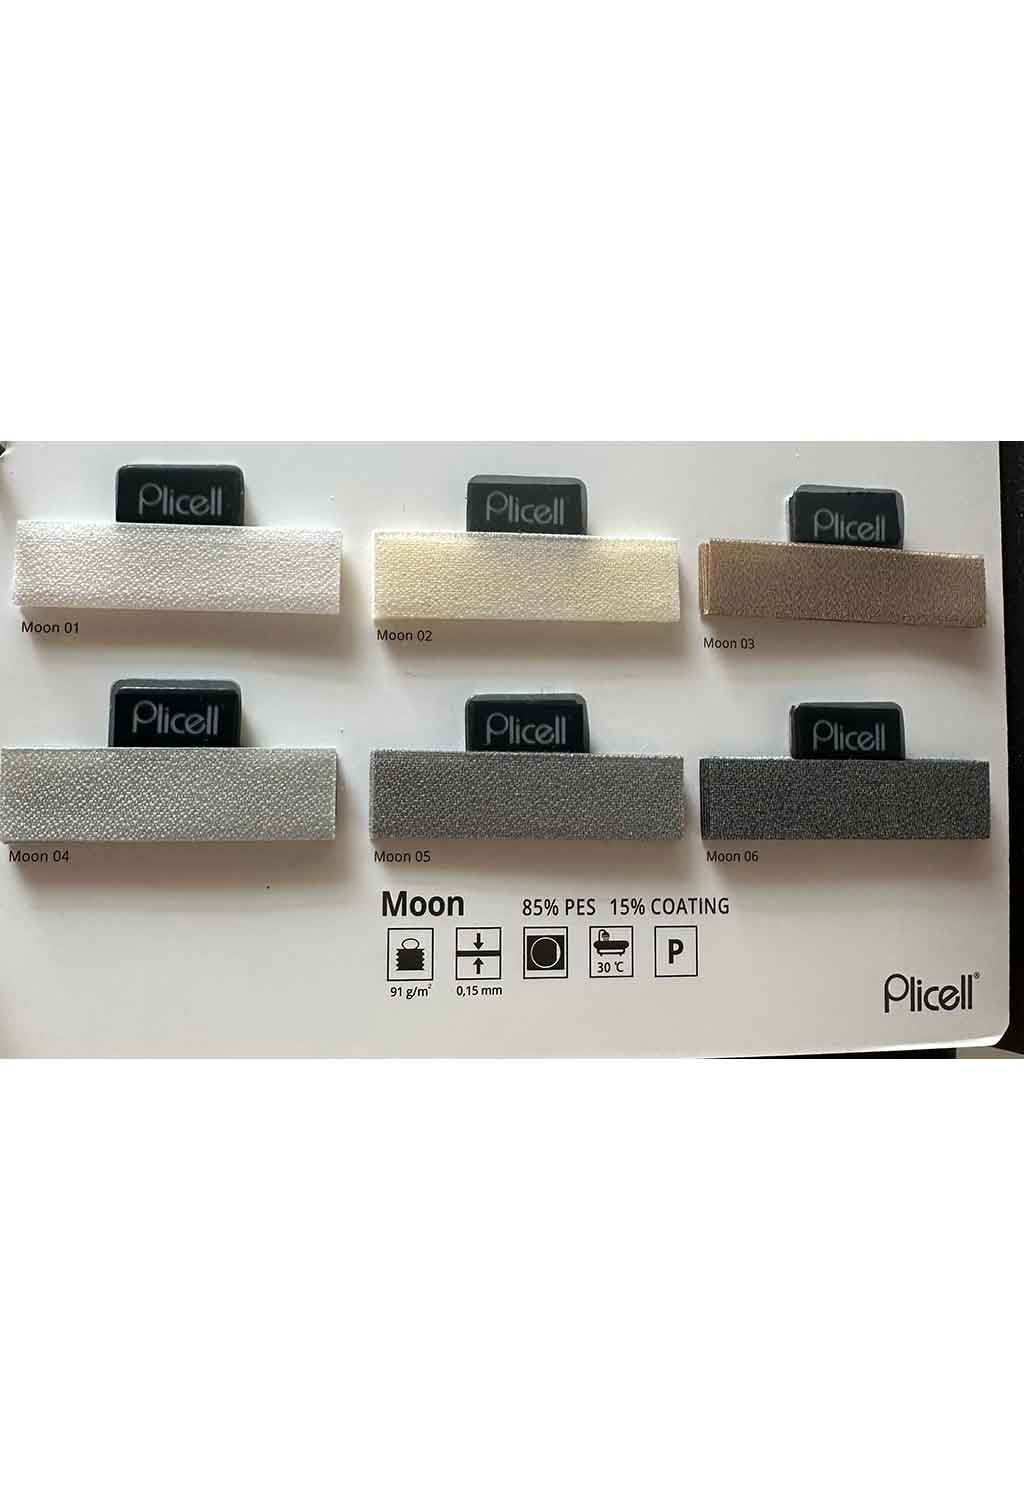 Plicell
Plicell
Plicell
Moon 01
Moon 02
Moon 03
Plicell
Plicell
Plicell
Moon 04
Moon 05
Moon 06
Moon 85% PES 15% COATING
30 °C
P
91 g/m²
0,15 mm
Plicell®